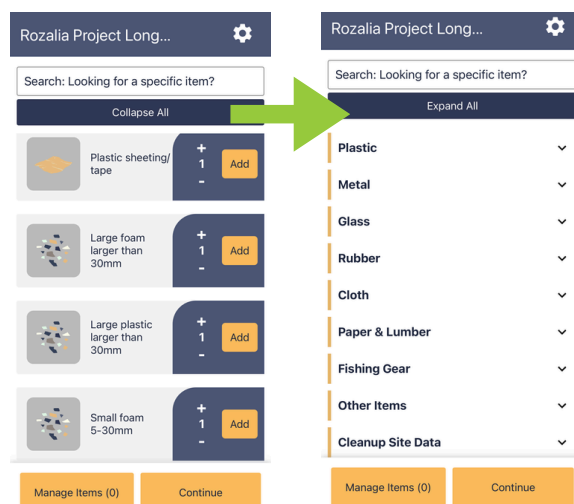 Rozalia Project Long...
Search: Looking for a specific item?
Collapse All
Plastic sheeting/
tape
+
1
-
Add
Large foam
larger than
30mm
+
1
-
Add
Large plastic
larger than
30mm
+
1
-
Add
Small foam
5-30mm
+
1
-
Add
Manage Items (0)
Continue
Rozalia Project Long...
Search: Looking for a specific item?
Expand All
Plastic
Metal
Glass
Rubber
Cloth
Paper & Lumber
Fishing Gear
Other Items
Cleanup Site Data
Manage Items (0)
Continue